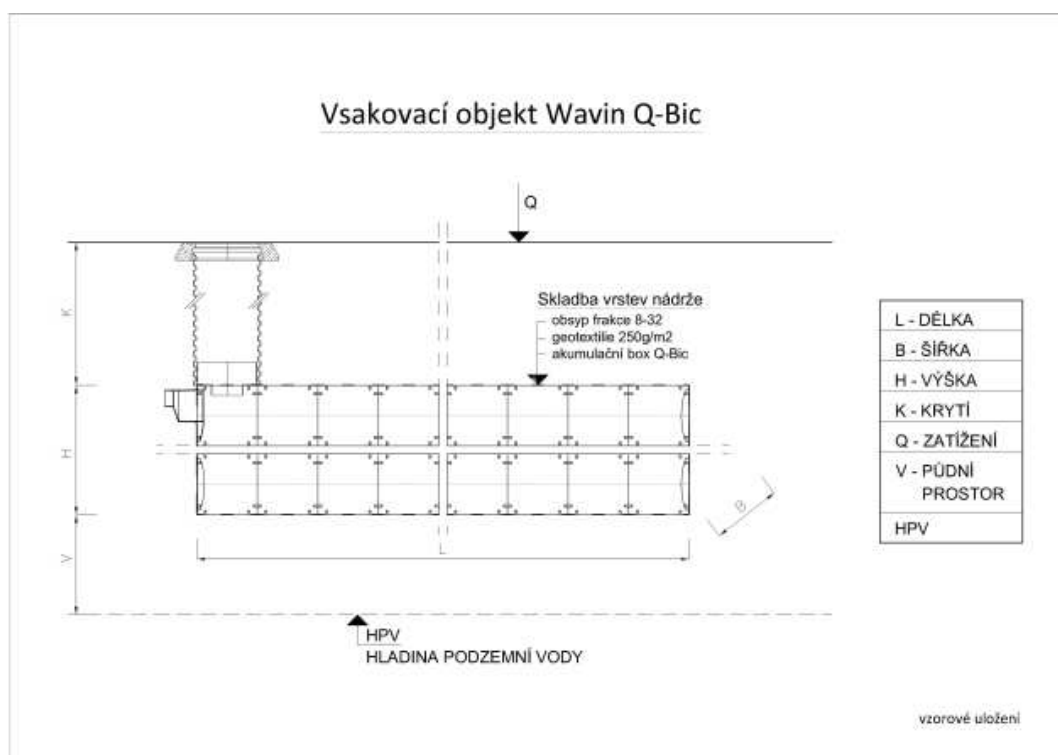 Vsakovací objekt Wavin Q-Bic
Q
K
Skladba vrstev nádrže
obsyp frakce 8-32
geotextilie 250g/m2
akumulační box Q-Bic
H
B
V
L
HPV
HLADINA PODZEMNÍ VODY
L - DÉLKA
B - ŠÍŘKA
H - VÝŠKA
K - KRYTÍ
Q - ZATÍŽENÍ
V - PŮDNÍ
PROSTOR
HPV
vzorové uložení